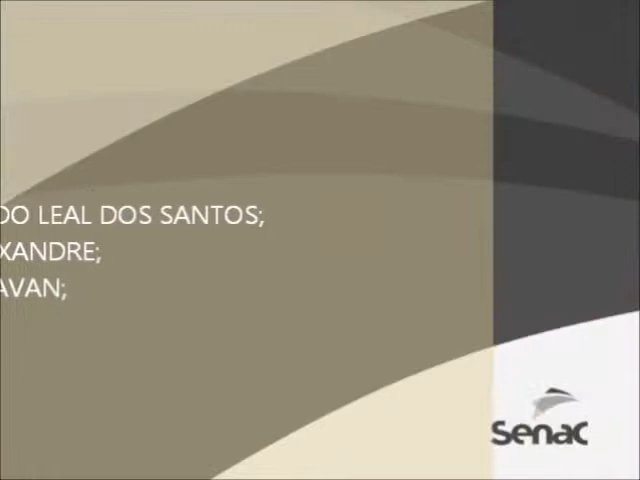 DO LEAL DOS SANTOS;
XANDRE;
AVAN;
Senac